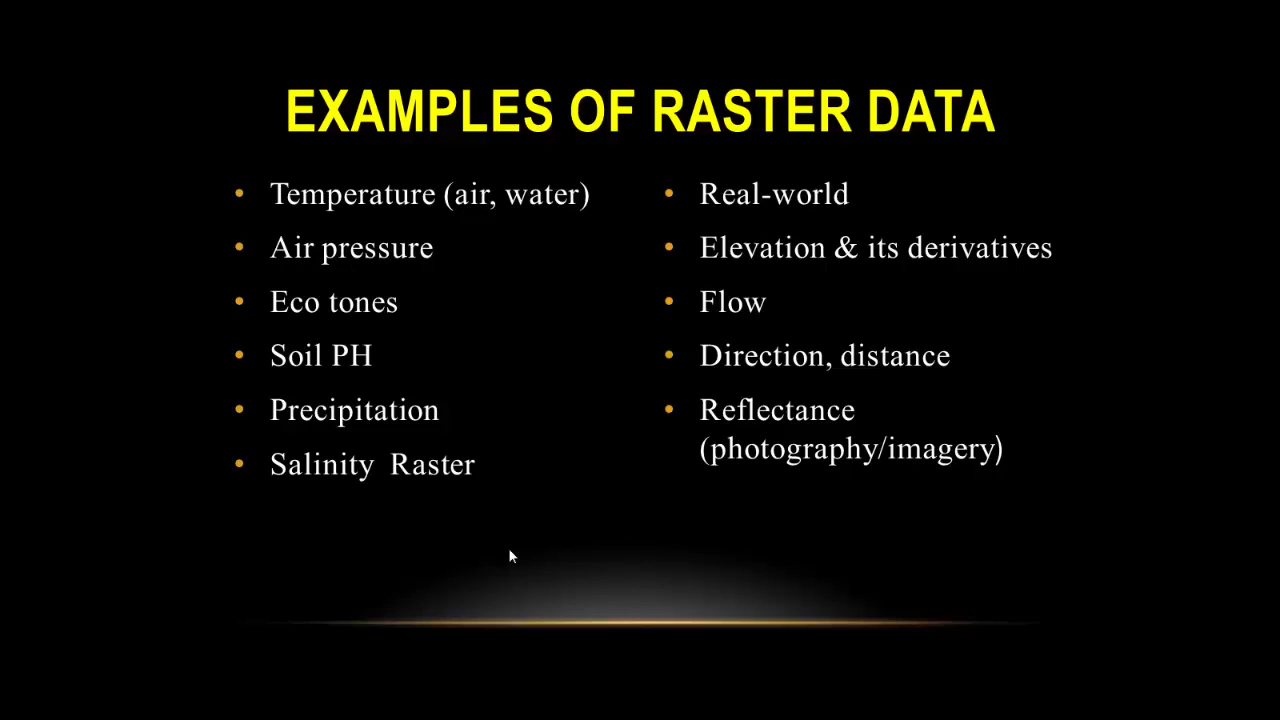 EXAMPLES OF RASTER DATA
• Temperature (air, water)
• Air pressure
• Eco tones
• Soil PH
• Precipitation
• Salinity  Raster
• Real-world
• Elevation & its derivatives
• Flow
• Direction, distance
• Reflectance
(photography/imagery)